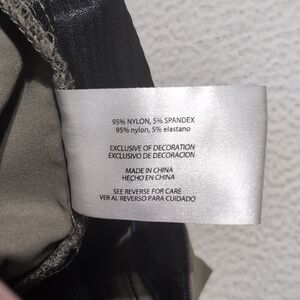 95% NYLON, 5% SPANDEX
95% nylon, 5% elastano
EXCLUSIVE OF DECORATION
EXCLUSIVO DE DECORACION
MADE IN CHINA
HECHO EN CHINA
SEE REVERSE FOR CARE
VER AL REVERSO PARA CUIDADO